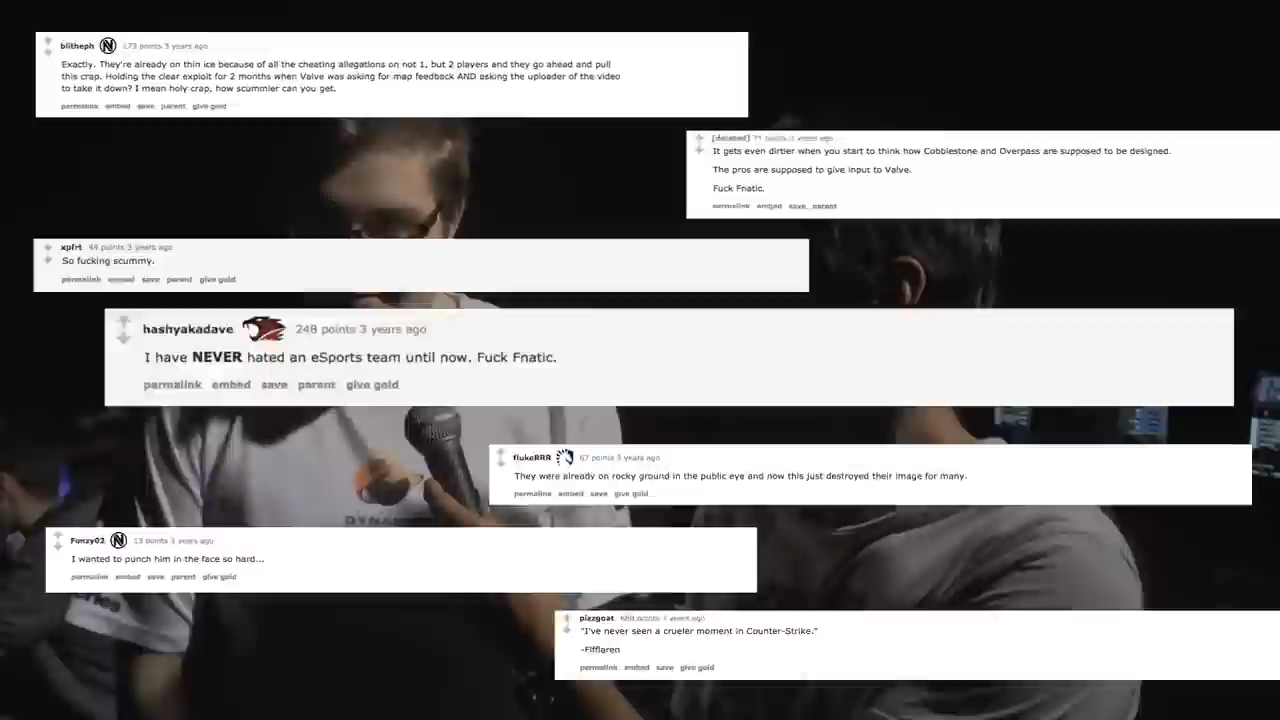 blitheph 173 points 3 years ago
Exactly. They're already on thin ice because of all the cheating allegations on not 1, but 2 players and they go ahead and pull
this crap. Holding the clear exploit for 2 months when Valve was asking for map feedback AND asking the uploader of the video
to take it down? I mean holy crap, how scummier can you get.
permalink embed save parent give gold
[deleted] 71 points 3 years ago
It gets even dirtier when you start to think how Cobblestone and Overpass are supposed to be designed.
The pros are supposed to give input to Valve.
Fuck Fnatic.
permalink embed save parent
xpfrt 44 points 3 years ago
So fucking scummy.
permalink embed save parent give gold
hashyakadave 248 points 3 years ago
I have NEVER hated an eSports team until now. Fuck Fnatic.
permalink embed save parent give gold
flukeRRR 67 points 3 years ago
They were already on rocky ground in the public eye and now this just destroyed their image for many.
permalink embed save give gold
DYNAM
Funzy02 13 points 3 years ago
I wanted to punch him in the face so hard...
permalink embed save parent give gold
pizzgoat points 3 years ago
"I've never seen a crueler moment in Counter-Strike."
-Fifflaren
permalink embed save give gold